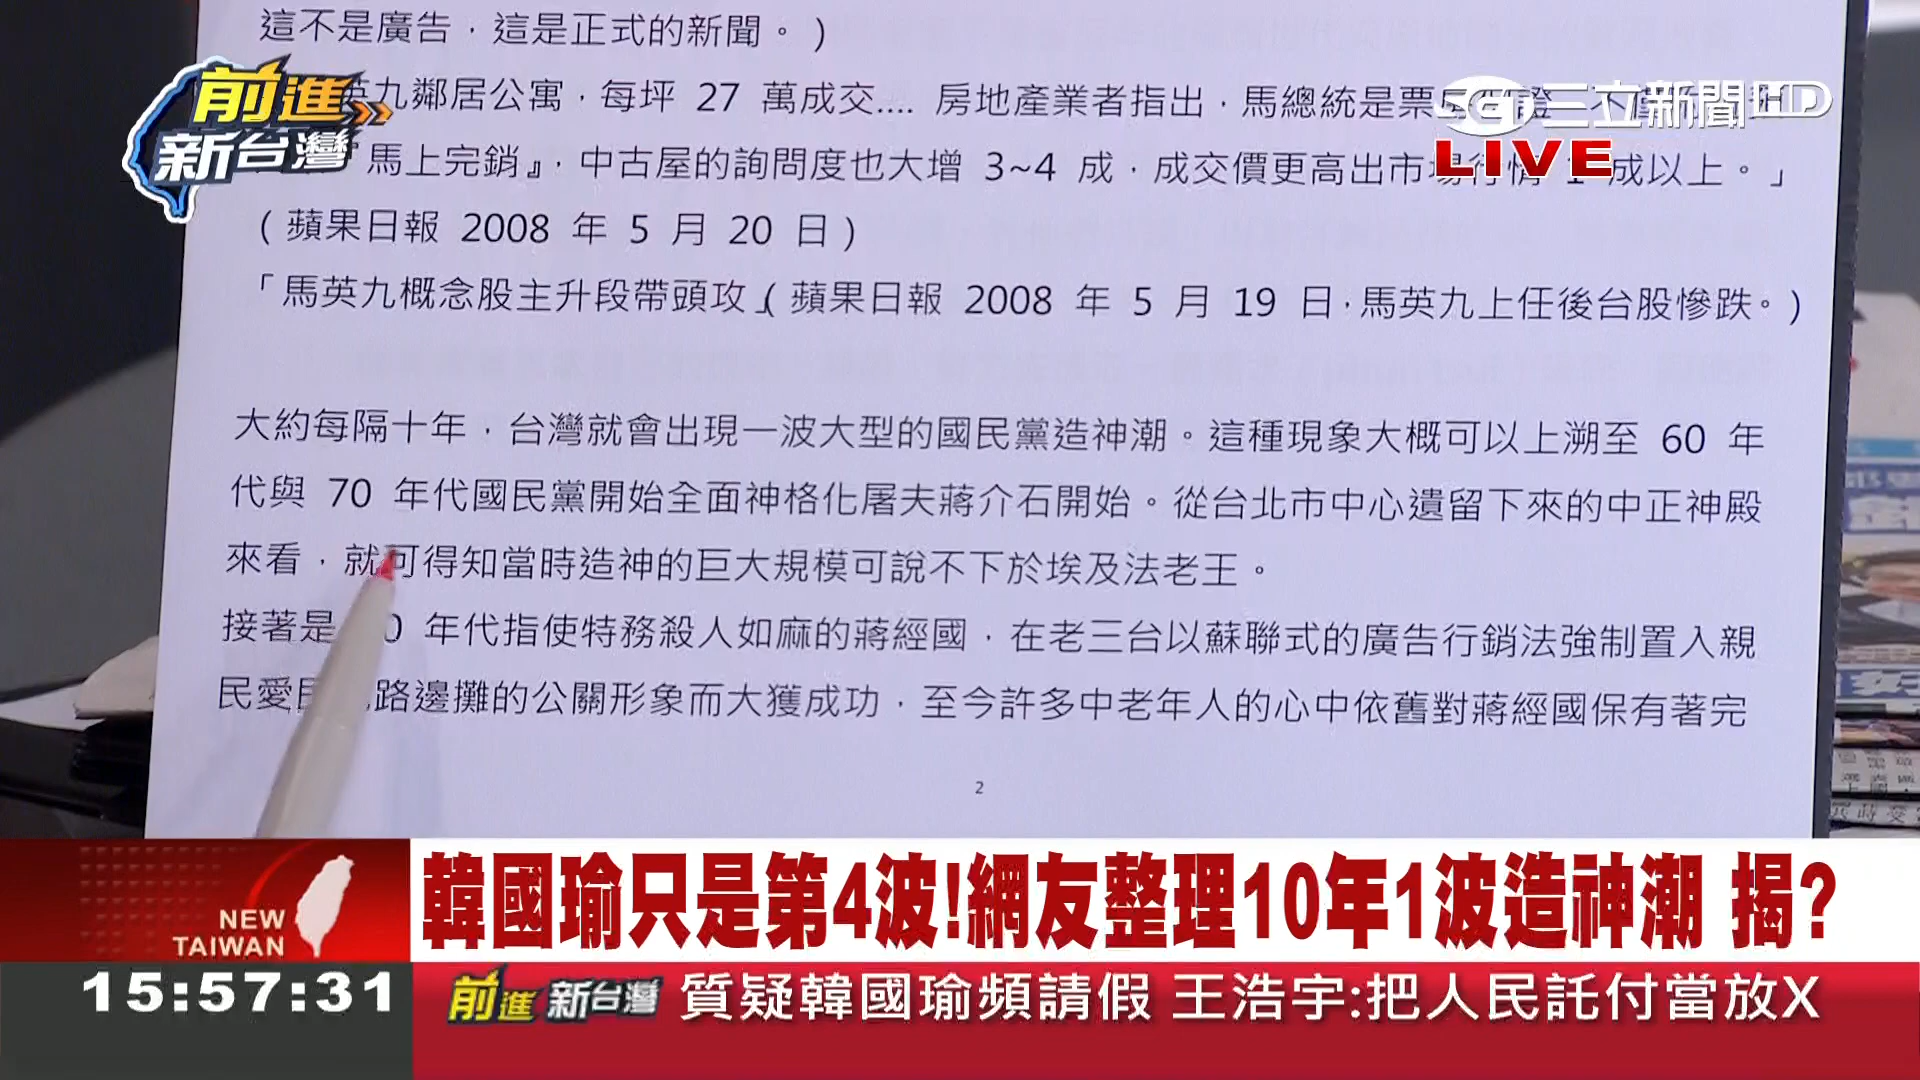 這不是廣告，這是正式的新聞。)
前進
新台灣
英九鄰居公寓，每坪 27 萬成交.... 房地產業者指出，馬總統是票房
三立新聞HD
LIVE
『馬上完銷』，中古屋的詢問度也大增 3~4 成，成交價更高出市場行情 1 成以上。」
(蘋果日報 2008 年 5 月 20 日)
「馬英九概念股主升段帶頭攻」(蘋果日報 2008 年 5 月 19 日，馬英九上任後台股慘跌。)
大約每隔十年，台灣就會出現一波大型的國民黨造神潮。這種現象大概可以上溯至 60 年
代與 70 年代國民黨開始全面神格化屠夫蔣介石開始。從台北市中心遺留下來的中正神殿
來看，就可得知當時造神的巨大規模可說不下於埃及法老王。
接著是 0 年代指使特務殺人如麻的蔣經國，在老三台以蘇聯式的廣告行銷法強制置入親
民愛民 路邊攤的公關形象而大獲成功，至今許多中老年人的心中依舊對蔣經國保有著完
2
NEW
TAIWAN
韓國瑜只是第4波!網友整理10年1波造神潮 揭?
15:57:31
前進新台灣 質疑韓國瑜頻請假 王浩宇:把人民託付當放X